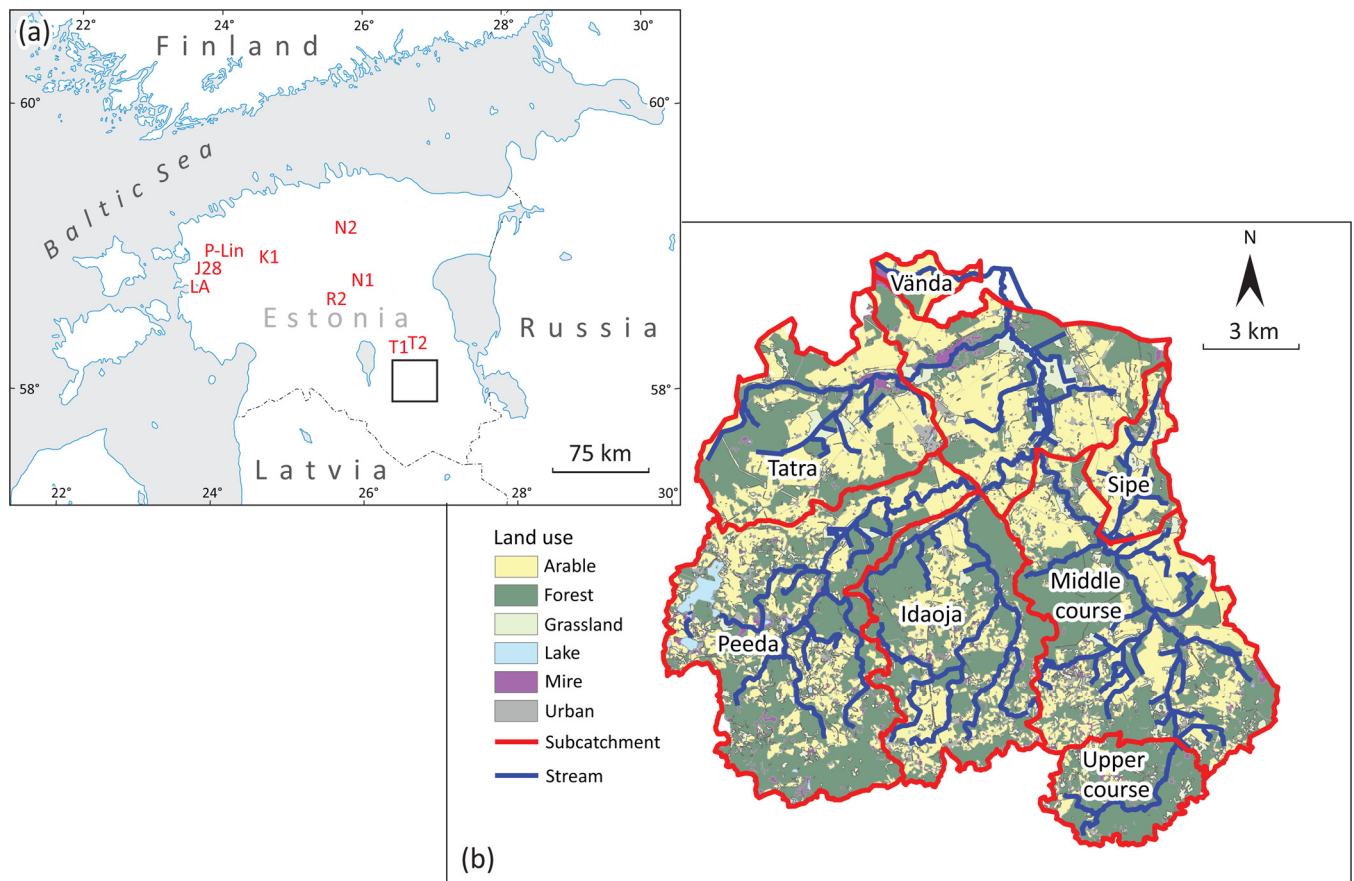 (a)
22°
24°
26°
28°
30°
Finland
60°
60°
Baltic Sea
N2
P-Lin
K1
J28
LA
N1
R2
Estonia
Russia
T1
T2
58°
58°
Latvia
75 km
22°
24°
26°
28°
30°
N
3 km
Vända
Tatra
Sipe
Middle
course
Idaoja
Peeda
Upper
course
Land use
Arable
Forest
Grassland
Lake
Mire
Urban
Subcatchment
Stream
(b)